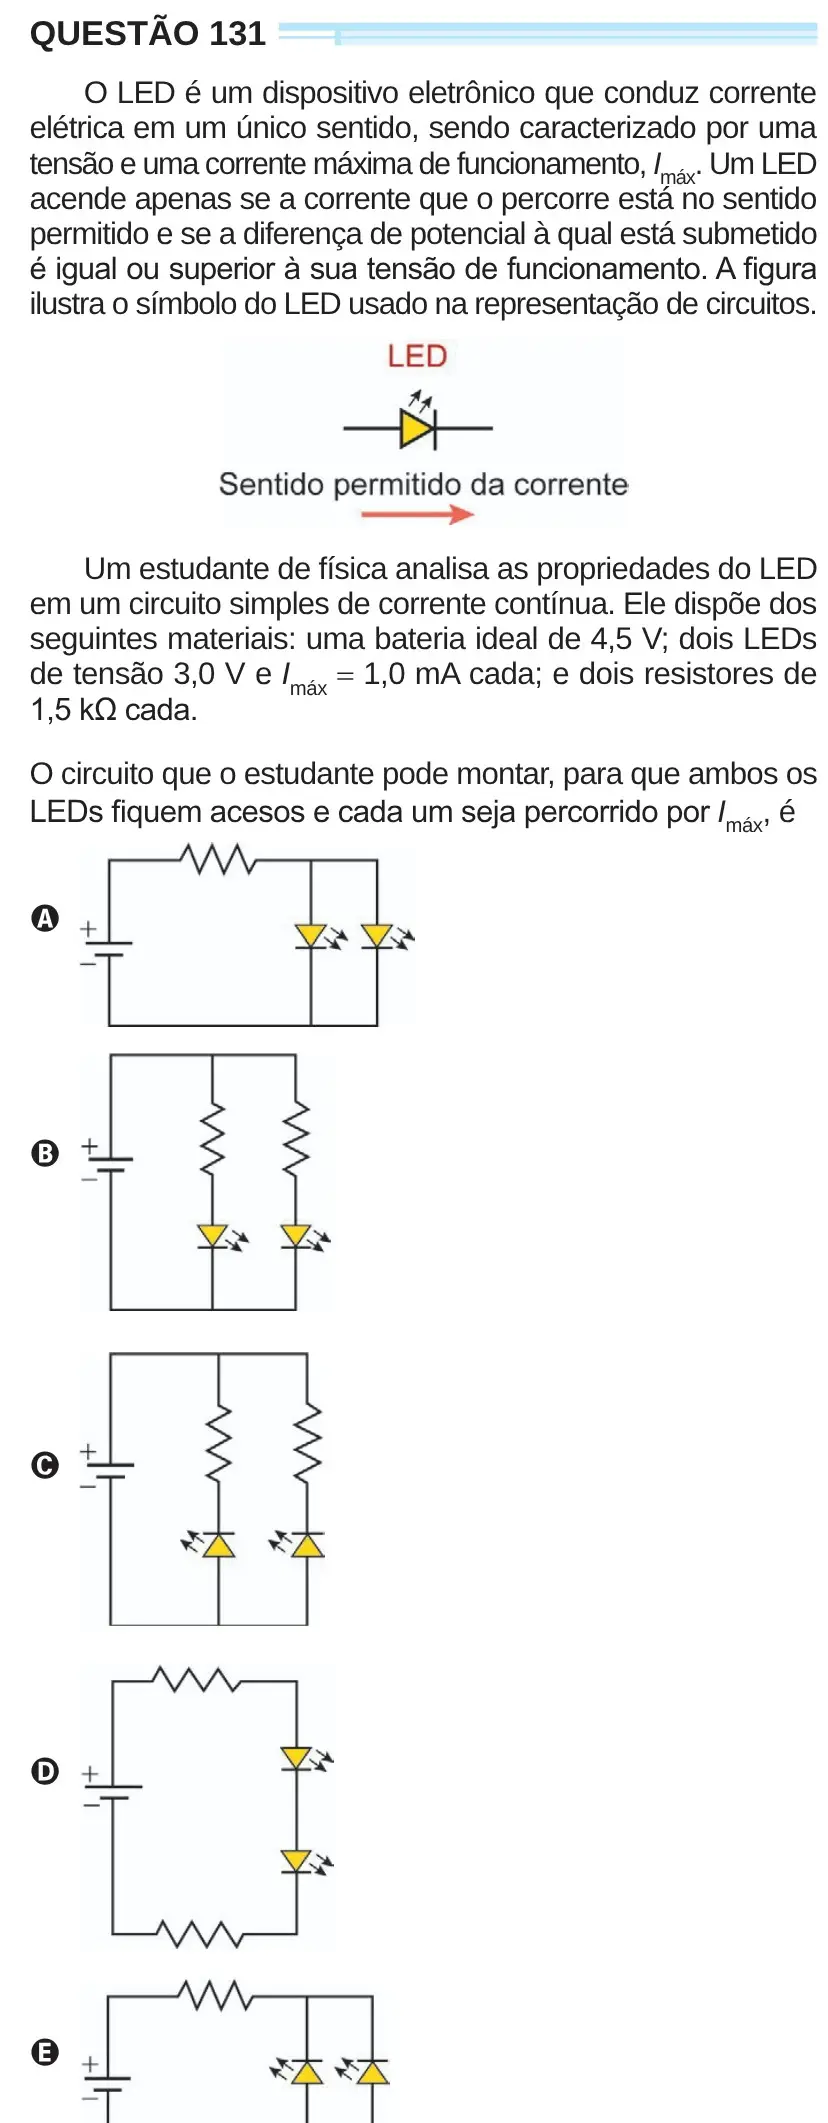 QUESTÃO 131
O LED é um dispositivo eletrônico que conduz corrente
elétrica em um único sentido, sendo caracterizado por uma
tensão e uma corrente máxima de funcionamento, Imáx. Um LED
acende apenas se a corrente que o percorre está no sentido
permitido e se a diferença de potencial à qual está submetido
é igual ou superior à sua tensão de funcionamento. A figura
ilustra o símbolo do LED usado na representação de circuitos.
LED
Sentido permitido da corrente
Um estudante de física analisa as propriedades do LED
em um circuito simples de corrente contínua. Ele dispõe dos
seguintes materiais: uma bateria ideal de 4,5 V; dois LEDs
de tensão 3,0 V e Imáx = 1,0 mA cada; e dois resistores de
1,5 kΩ cada.
O circuito que o estudante pode montar, para que ambos os
LEDs fiquem acesos e cada um seja percorrido por Imáx, é
A
+
−
B
+
−
C
+
−
D
+
−
E
+
−